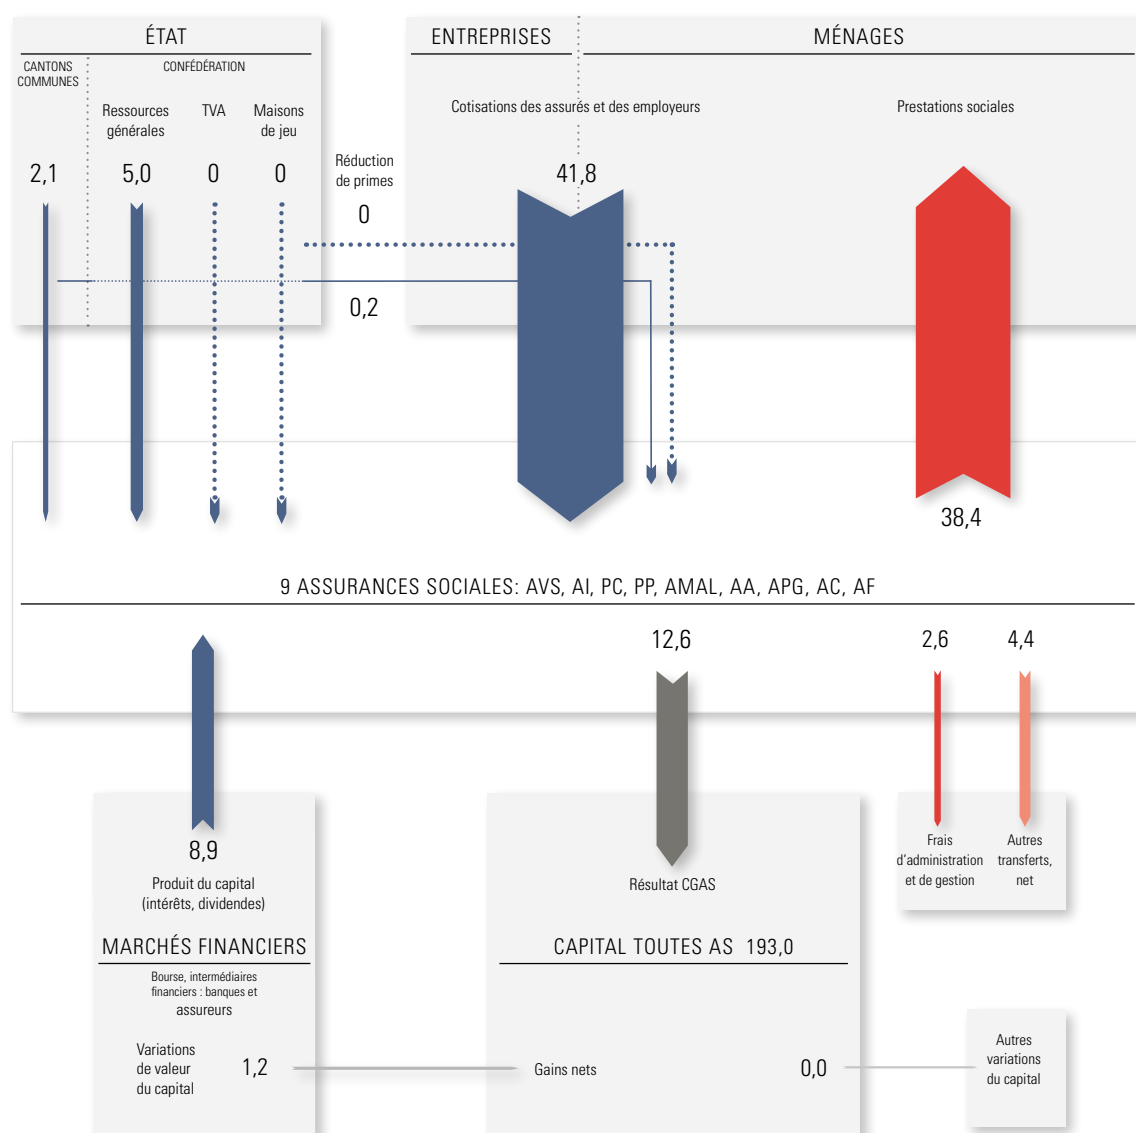 ÉTAT
CANTONS
COMMUNES
CONFÉDÉRATION
Ressources
générales
TVA
Maisons
de jeu
2,1
5,0
0
0
Réduction
de primes
0
0,2
ENTREPRISES
MÉNAGES
Cotisations des assurés et des employeurs
41,8
Prestations sociales
38,4
9 ASSURANCES SOCIALES: AVS, AI, PC, PP, AMAL, AA, APG, AC, AF
12,6
2,6
4,4
8,9
Produit du capital
(intérêts, dividendes)
Résultat CGAS
Frais
d'administration
et de gestion
Autres
transferts,
net
MARCHÉS FINANCIERS
Bourse, intermédiaires
financiers : banques et
assureurs
CAPITAL TOUTES AS 193,0
Variations
de valeur
du capital
1,2
Gains nets
0,0
Autres
variations
du capital